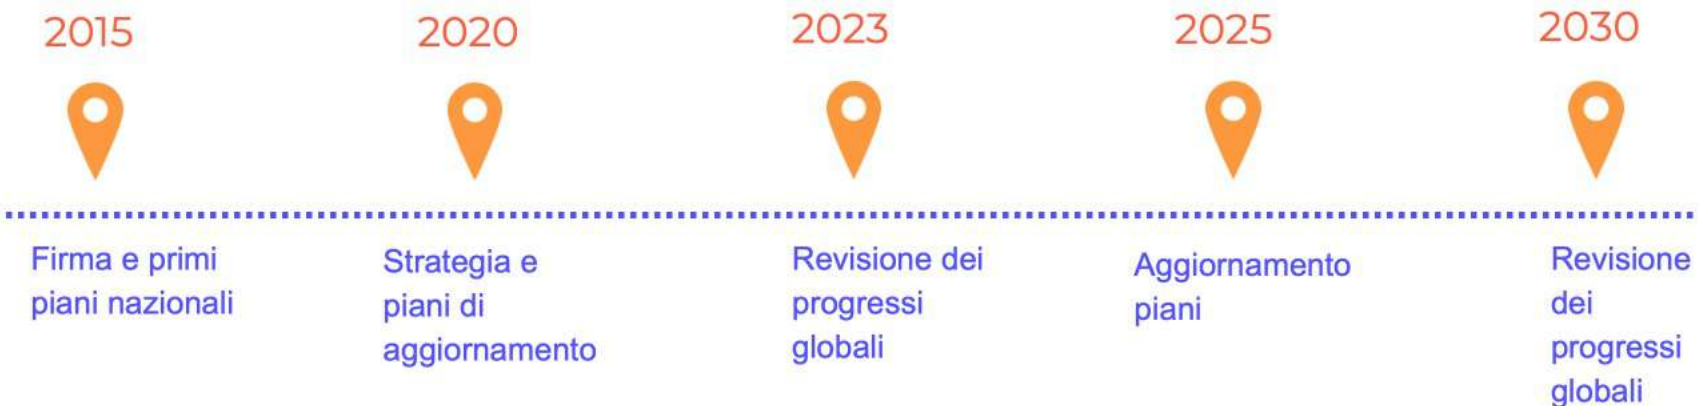 2015
2020
2023
2025
2030
Firma e primi
piani nazionali
Strategia e
piani di
aggiornamento
Revisione dei
progressi
globali
Aggiornamento
piani
Revisione
dei
progressi
globali